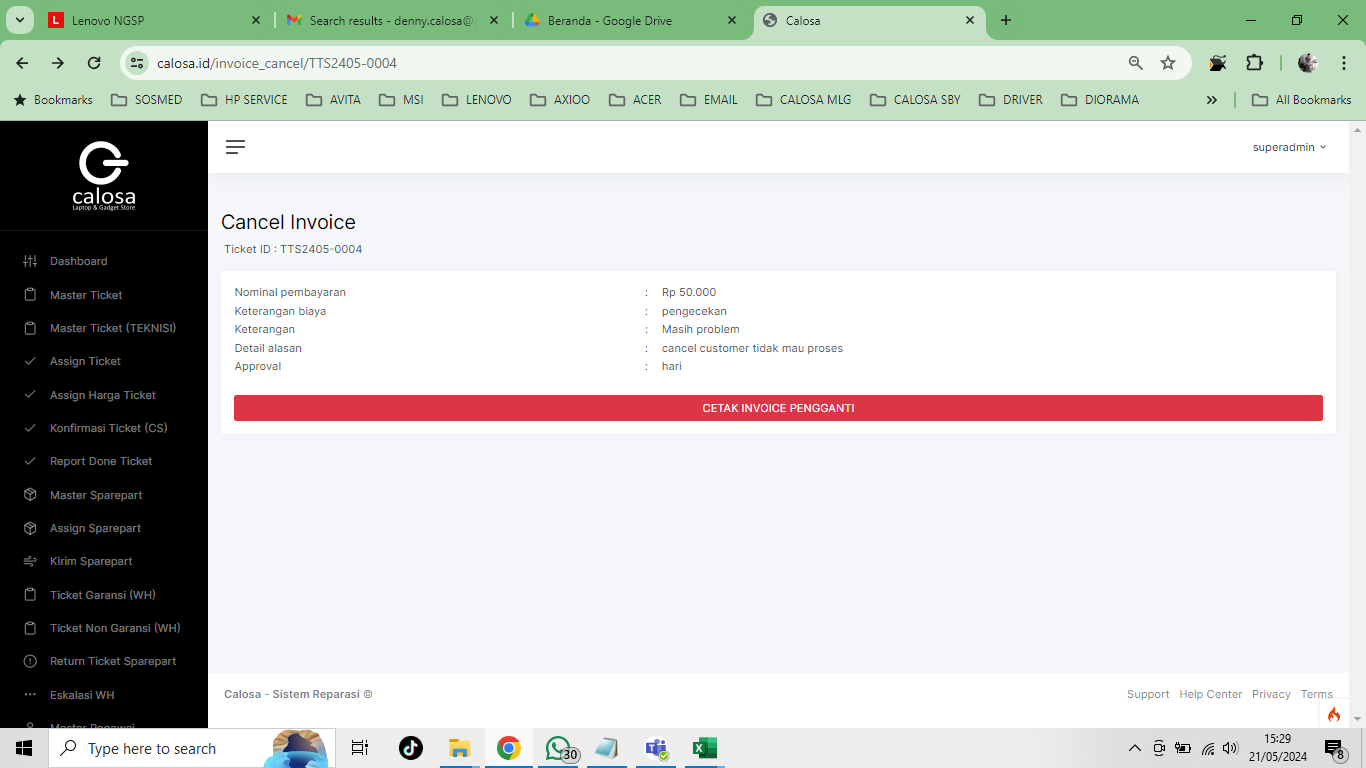 Lenovo NGSP
Search results - denny.calosa@
Beranda - Google Drive
Calosa
calosa.id/invoice_cancel/TTS2405-0004
Bookmarks
SOSMED
HP SERVICE
AVITA
MSI
LENOVO
AXIOO
ACER
EMAIL
CALOSA MLG
CALOSA SBY
DRIVER
DIORAMA
All Bookmarks
calosa
Laptop & Gadget Store
superadmin
Dashboard
Master Ticket
Master Ticket (TEKNISI)
Assign Ticket
Assign Harga Ticket
Konfirmasi Ticket (CS)
Report Done Ticket
Master Sparepart
Assign Sparepart
Kirim Sparepart
Ticket Garansi (WH)
Ticket Non Garansi (WH)
Return Ticket Sparepart
Eskalasi WH
Master Pegawai
Cancel Invoice
Ticket ID : TTS2405-0004
Nominal pembayaran : Rp 50.000
Keterangan biaya : pengecekan
Keterangan : Masih problem
Detail alasan : cancel customer tidak mau proses
Approval : hari
CETAK INVOICE PENGGANTI
Calosa - Sistem Reparasi ©
Support Help Center Privacy Terms
Type here to search
30
15:29
21/05/2024
8